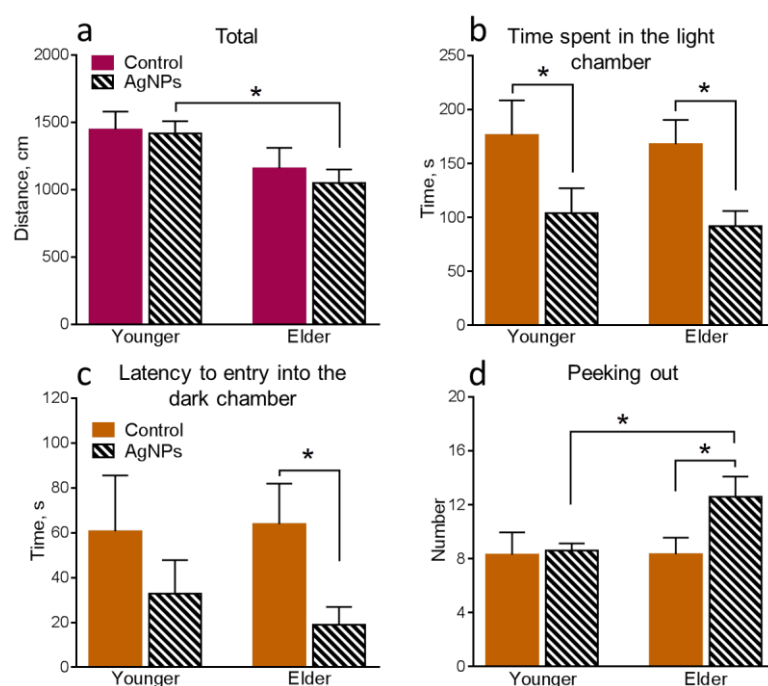 a
Total
Distance, cm
2000
1500
1000
500
0
Control
AgNPs
*
Younger
Elder
b
Time spent in the light
chamber
Time, s
250
200
150
100
50
0
*
*
Younger
Elder
c
Latency to entry into the
dark chamber
Time, s
120
100
80
60
40
20
0
Control
AgNPs
*
Younger
Elder
d
Peeking out
Number
20
16
12
8
4
0
*
*
Younger
Elder